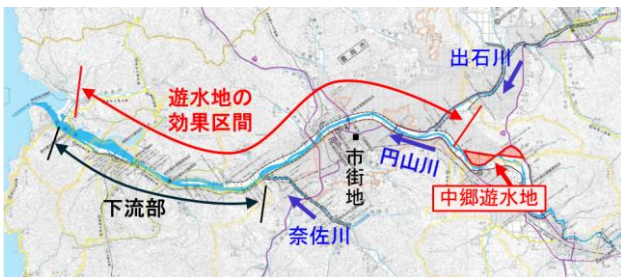 出石川
遊水地の
効果区間
円山川
市街地
中郷遊水地
下流部
奈佐川